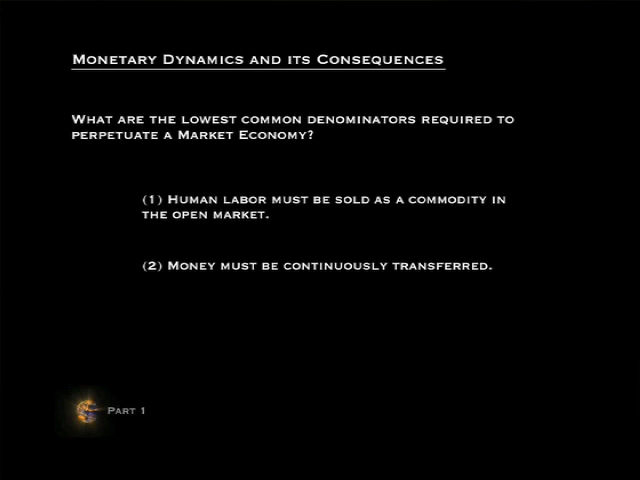 Monetary Dynamics and its Consequences
What are the lowest common denominators required to
perpetuate a Market Economy?
(1) Human labor must be sold as a commodity in
the open market.
(2) Money must be continuously transferred.
Part 1